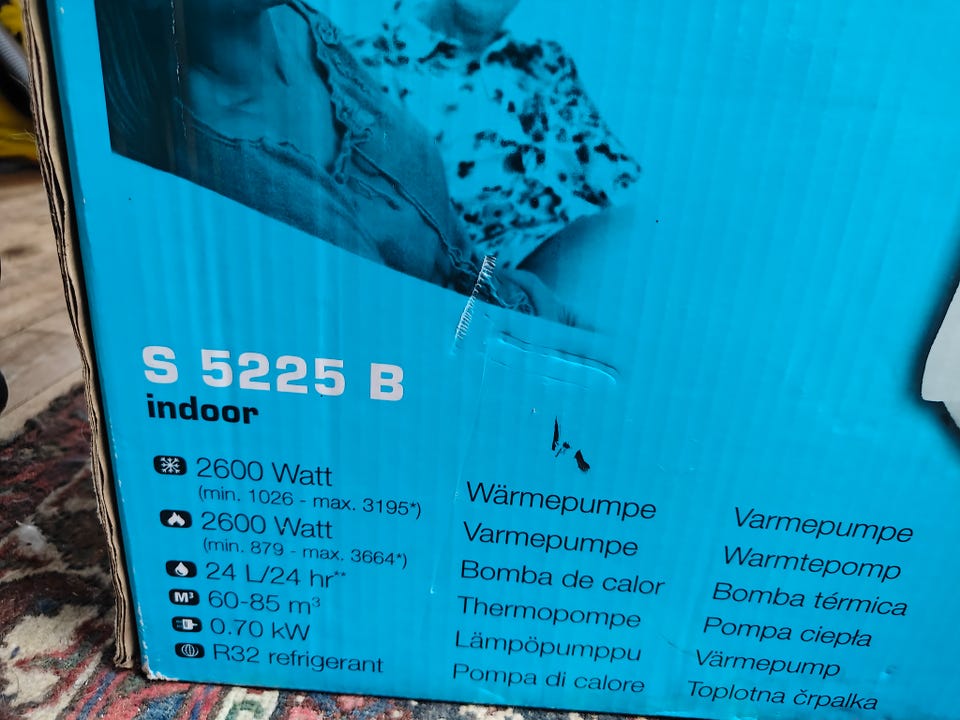 S 5225 B
indoor
2600 Watt
(min. 1026 - max. 3195*)
2600 Watt
(min. 879 - max. 3664*)
24 L/24 hr**
M³ 60-85 m³
0.70 kW
R32 refrigerant
Wärmepumpe
Varmepumpe
Bomba de calor
Thermopompe
Lämpöpumppu
Pompa di calore
Varmepumpe
Warmtepomp
Bomba térmica
Pompa ciepła
Värmepump
Toplotna črpalka